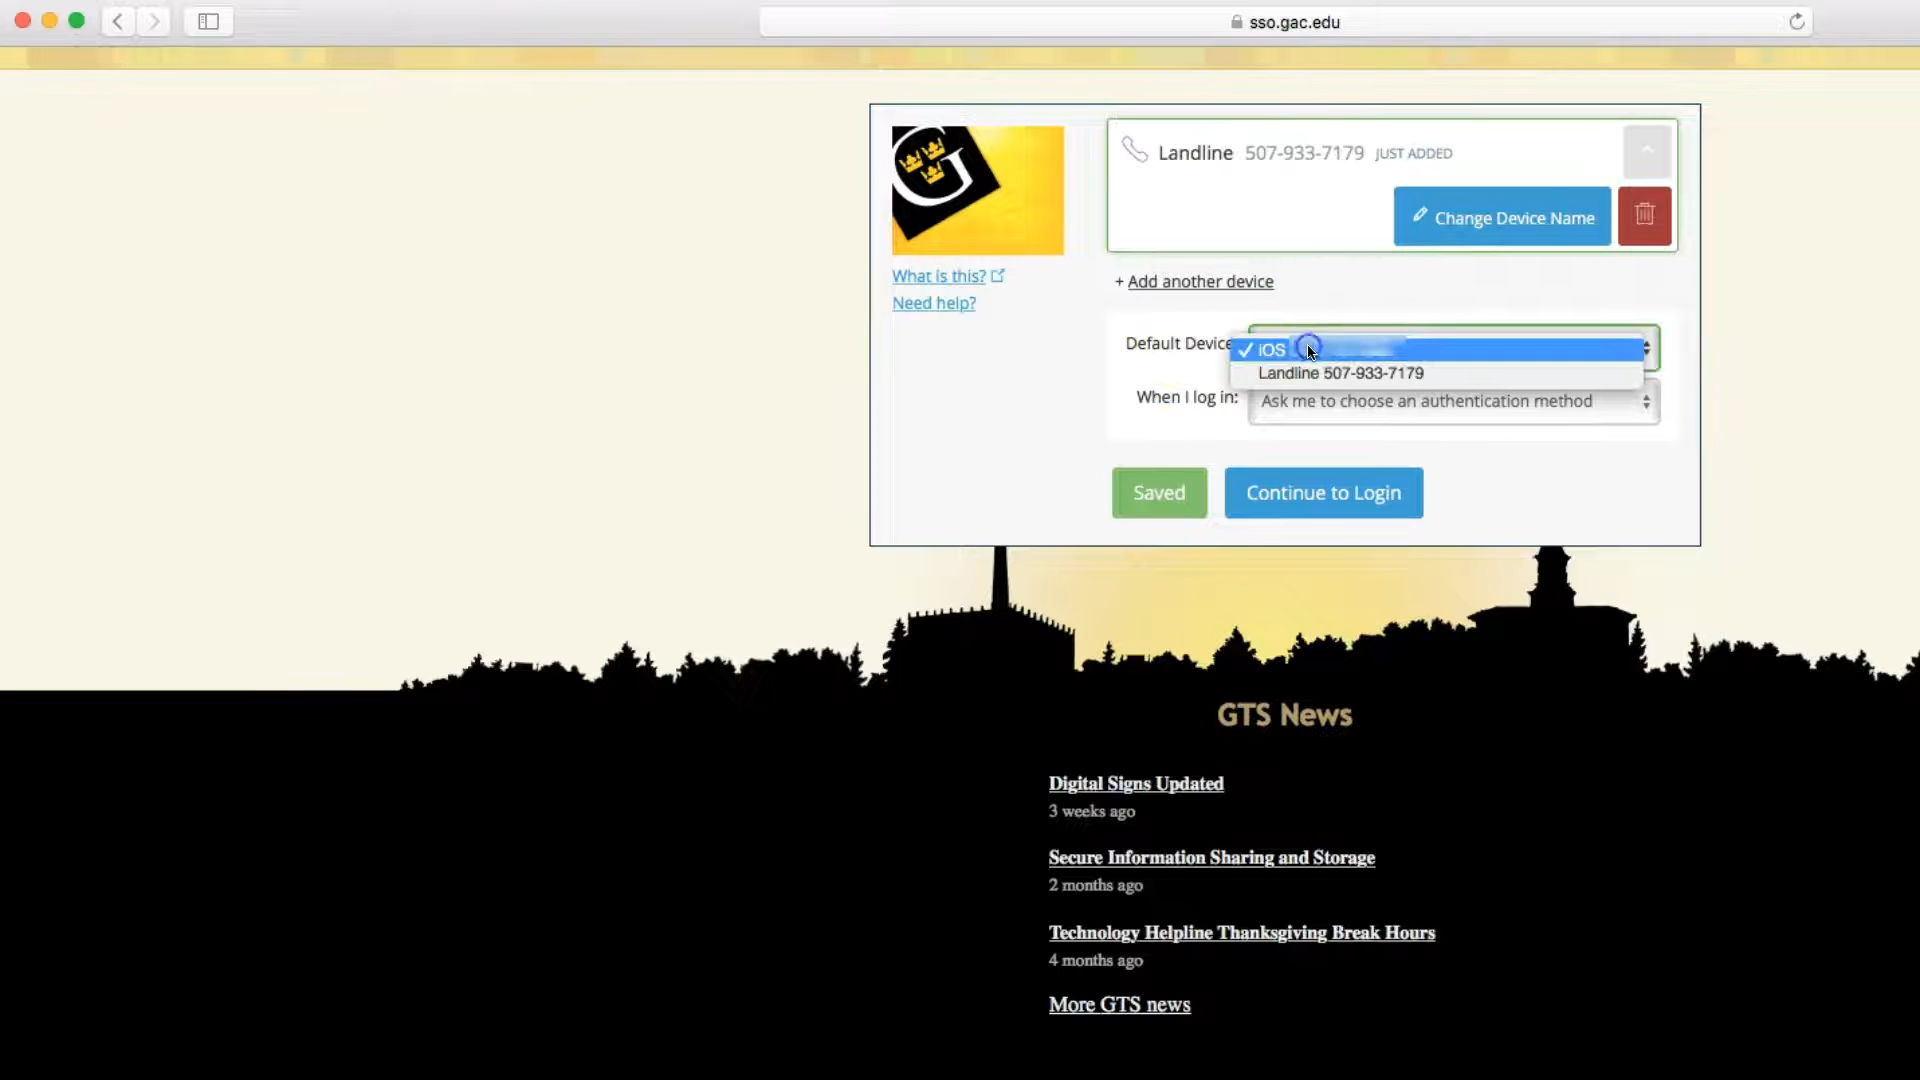 sso.gac.edu
G
Landline 507-933-7179 JUST ADDED
Change Device Name
What is this?
Need help?
+ Add another device
Default Device
✓ iOS
Landline 507-933-7179
When I log in: Ask me to choose an authentication method
Saved Continue to Login
GTS News
Digital Signs Updated
3 weeks ago
Secure Information Sharing and Storage
2 months ago
Technology Helpline Thanksgiving Break Hours
4 months ago
More GTS news